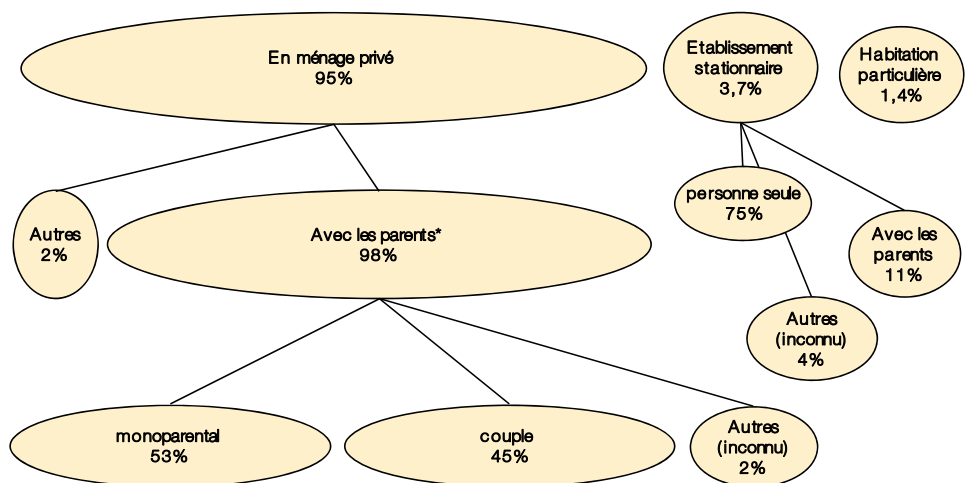 En ménage privé
95%
Etablissement
stationnaire
3,7%
Habitation
particulière
1,4%
Autres
2%
Avec les parents*
98%
personne seule
75%
Avec les
parents
11%
Autres
(inconnu)
4%
monoparental
53%
couple
45%
Autres
(inconnu)
2%